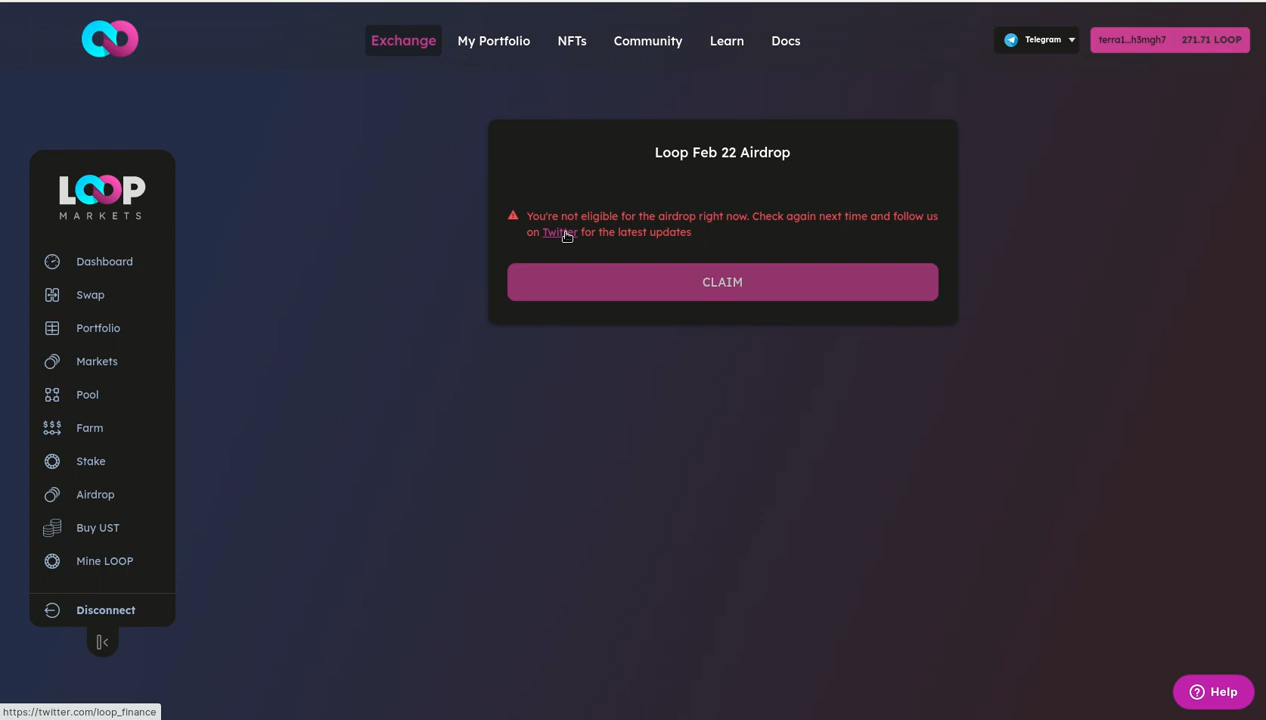 Exchange
My Portfolio
NFTs
Community
Learn
Docs
Telegram
terra1...h3mgh7 271.71 LOOP
LOOP
MARKETS
Dashboard
Swap
Portfolio
Markets
Pool
Farm
Stake
Airdrop
Buy UST
Mine LOOP
Disconnect
Loop Feb 22 Airdrop
You're not eligible for the airdrop right now. Check again next time and follow us
on Twitter for the latest updates
CLAIM
Help
https://twitter.com/loop_finance